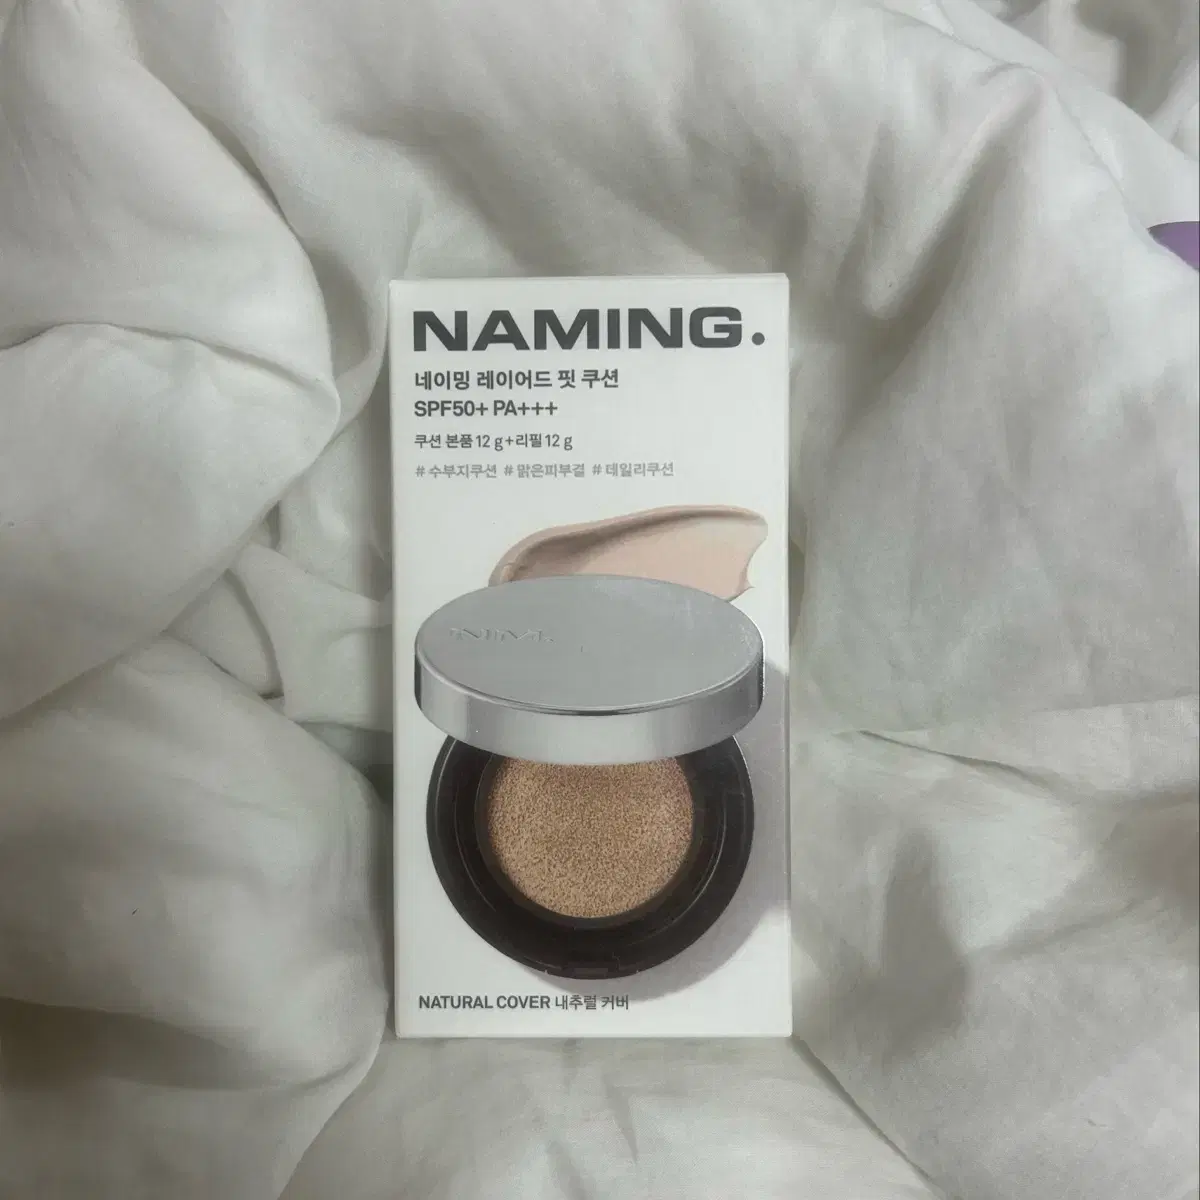 NAMING.
네이밍 레이어드 핏 쿠션
SPF50+ PA+++
쿠션 본품 12 g+리필 12 g
# 수부지쿠션 # 맑은피부결 # 데일리쿠션
NM.
NATURAL COVER 내추럴 커버